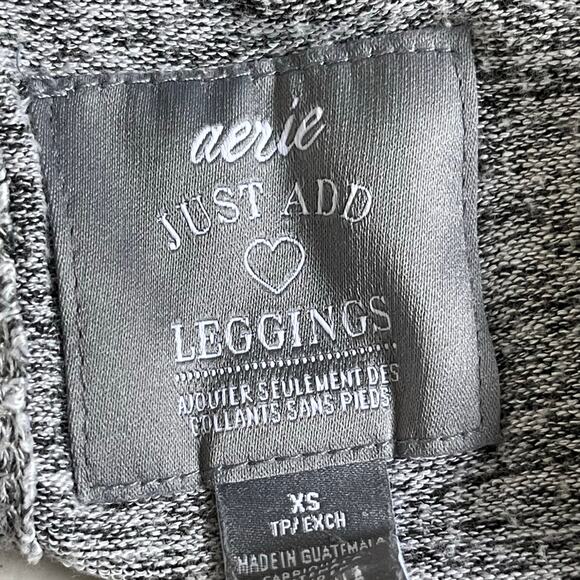 aerie
JUST ADD
LEGGINGS
AJOUTER SEULEMENT DES
COLLANTS SANS PIEDS
XS
TP/ EXCH
MADE IN GUATEMALA